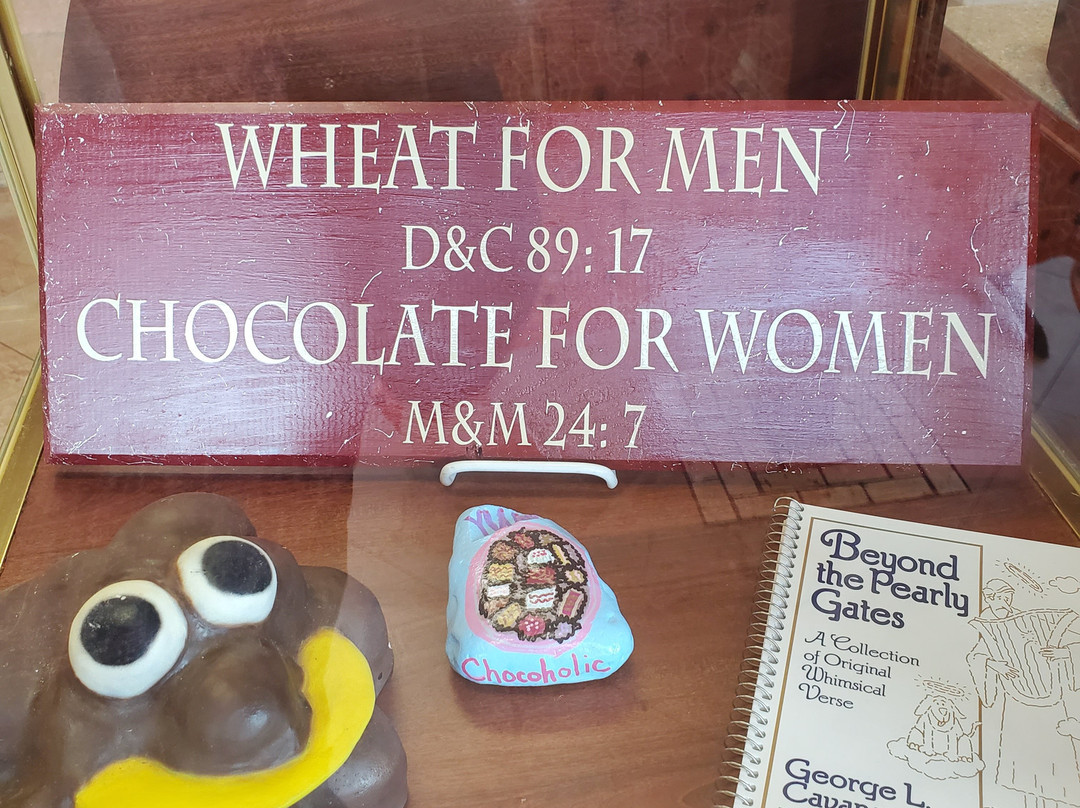 WHEAT FOR MEN
D&C 89: 17
CHOCOLATE FOR WOMEN
M&M 24: 7
Chocoholic
Beyond
the Pearly
Gates
A Collection
of Original
Whimsical
Verse
George L.